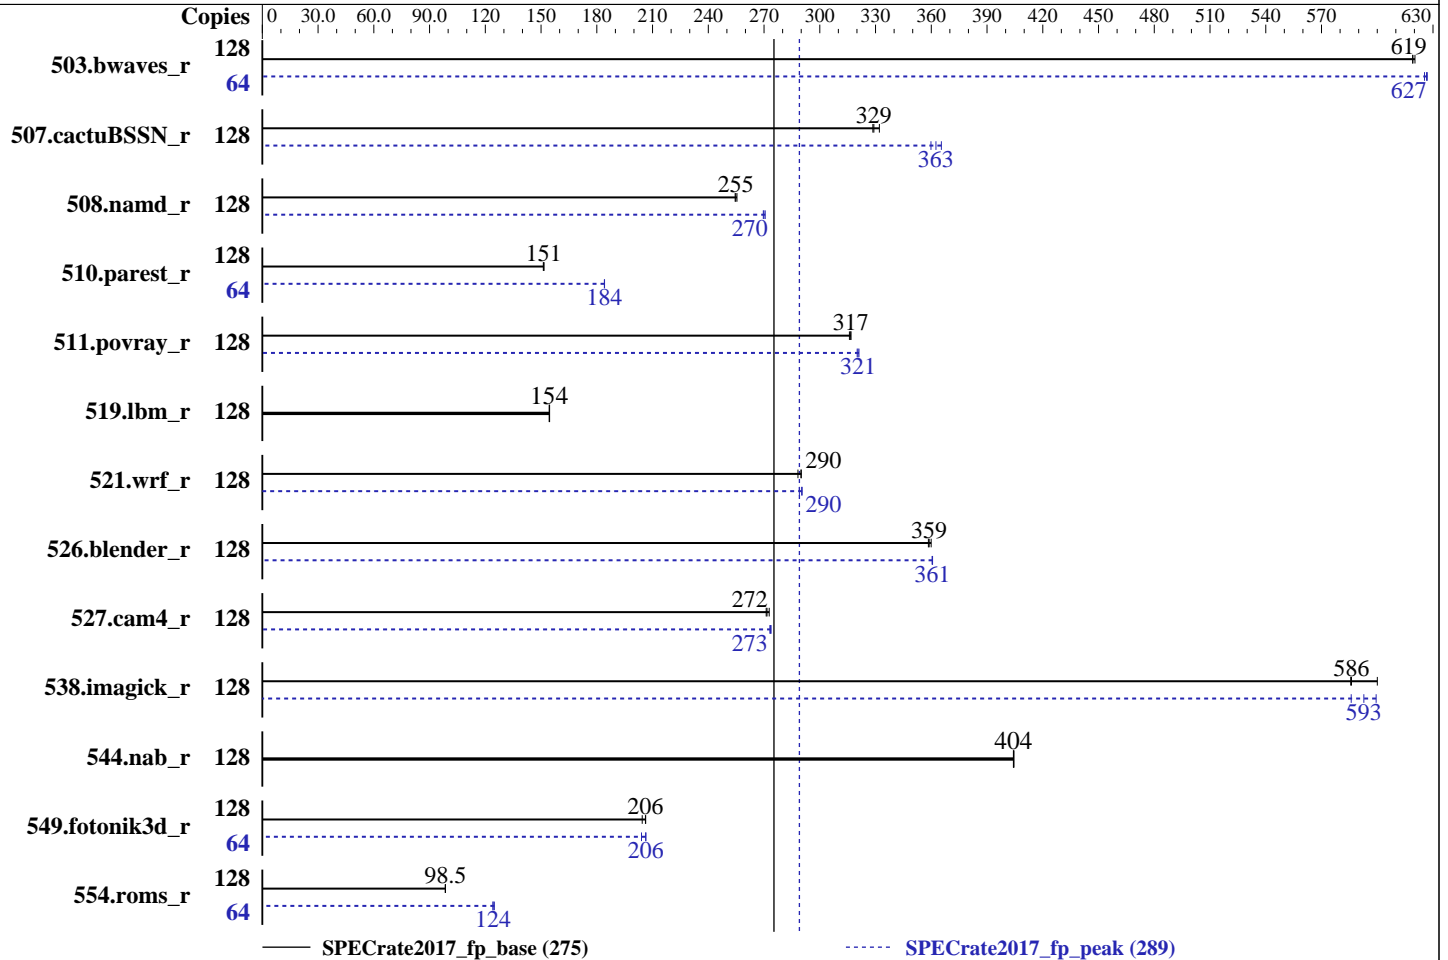 Copies 0 30.0 60.0 90.0 120 150 180 210 240 270 300 330 360 390 420 450 480 510 540 570 630
503.bwaves_r 128 619
64 627
507.cactuBSSN_r 128 329
363
508.namd_r 128 255
270
510.parest_r 128 151
64 184
511.povray_r 128 317
321
519.lbm_r 128 154
521.wrf_r 128 290
290
526.blender_r 128 359
361
527.cam4_r 128 272
273
538.imagick_r 128 586
593
544.nab_r 128 404
549.fotonik3d_r 128 206
64 206
554.roms_r 128 98.5
64 124
SPECrate2017_fp_base (275) SPECrate2017_fp_peak (289)